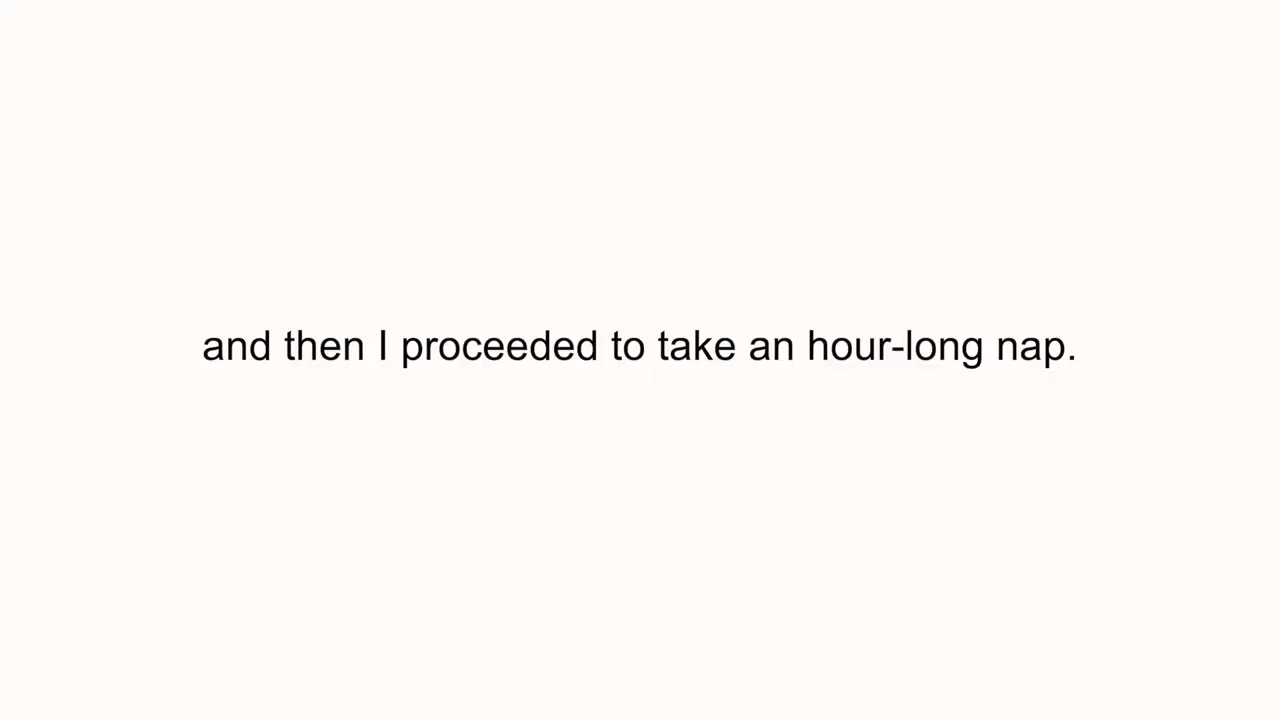 and then I proceeded to take an hour-long nap.